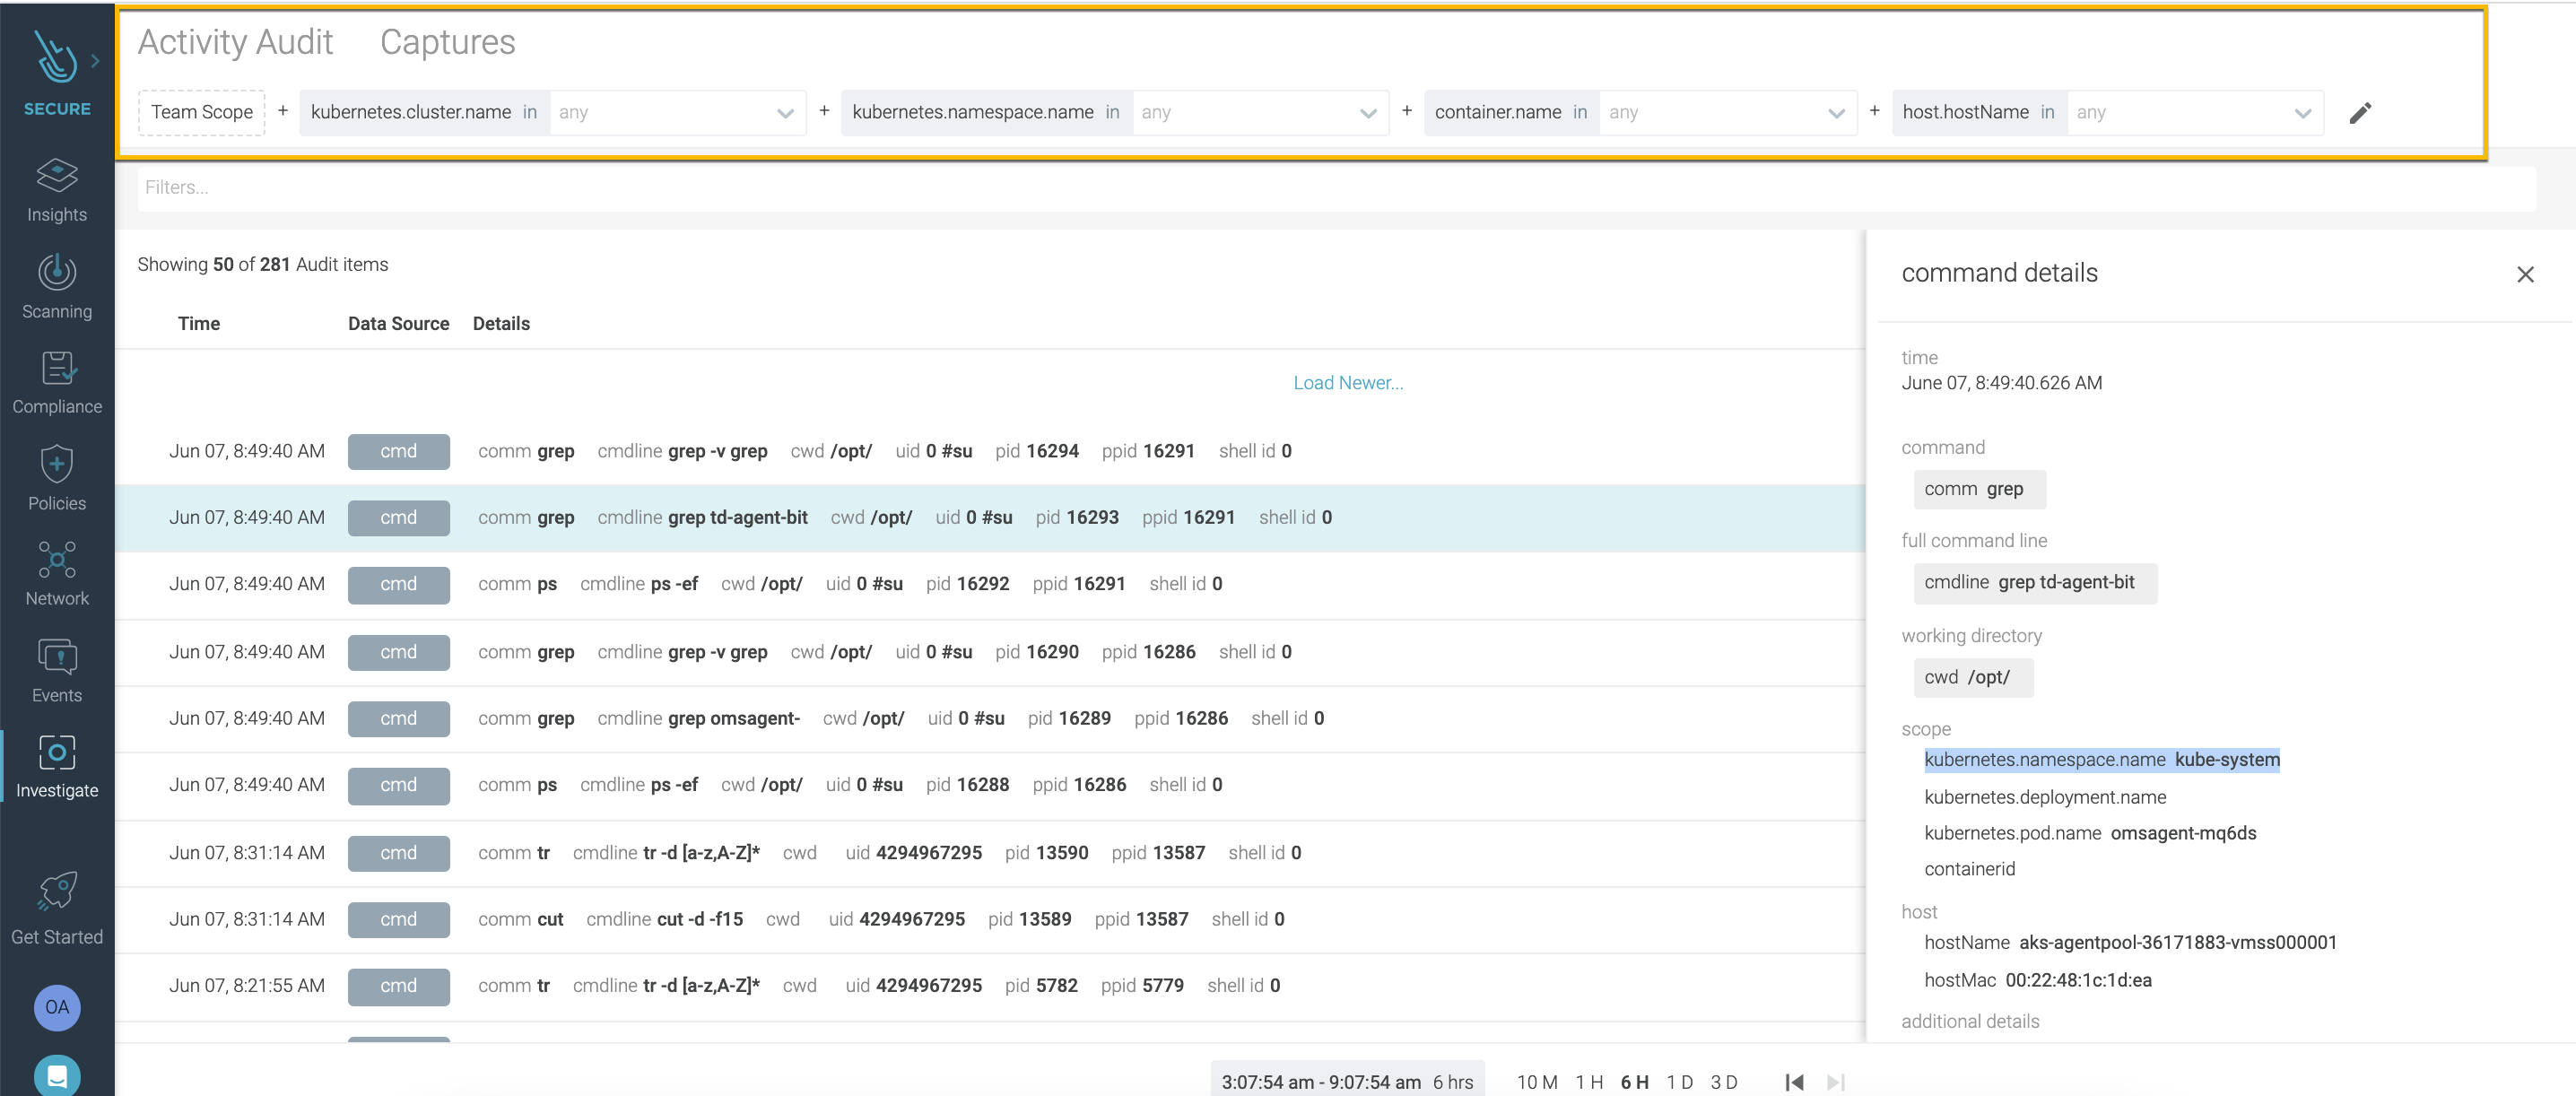 SECURE
Insights
Scanning
Compliance
Policies
Network
Events
Investigate
Get Started
OA
Activity Audit Captures
Team Scope + kubernetes.cluster.name in any + kubernetes.namespace.name in any + container.name in any + host.hostName in any
Filters...
Showing 50 of 281 Audit items
Time Data Source Details
Load Newer...
Jun 07, 8:49:40 AM cmd comm grep cmdline grep -v grep cwd /opt/ uid 0 #su pid 16294 ppid 16291 shell id 0
Jun 07, 8:49:40 AM cmd comm grep cmdline grep td-agent-bit cwd /opt/ uid 0 #su pid 16293 ppid 16291 shell id 0
Jun 07, 8:49:40 AM cmd comm ps cmdline ps -ef cwd /opt/ uid 0 #su pid 16292 ppid 16291 shell id 0
Jun 07, 8:49:40 AM cmd comm grep cmdline grep -v grep cwd /opt/ uid 0 #su pid 16290 ppid 16286 shell id 0
Jun 07, 8:49:40 AM cmd comm grep cmdline grep omsagent- cwd /opt/ uid 0 #su pid 16289 ppid 16286 shell id 0
Jun 07, 8:49:40 AM cmd comm ps cmdline ps -ef cwd /opt/ uid 0 #su pid 16288 ppid 16286 shell id 0
Jun 07, 8:31:14 AM cmd comm tr cmdline tr -d [a-z,A-Z]* cwd uid 4294967295 pid 13590 ppid 13587 shell id 0
Jun 07, 8:31:14 AM cmd comm cut cmdline cut -d -f15 cwd uid 4294967295 pid 13589 ppid 13587 shell id 0
Jun 07, 8:21:55 AM cmd comm tr cmdline tr -d [a-z,A-Z]* cwd uid 4294967295 pid 5782 ppid 5779 shell id 0
command details
time
June 07, 8:49:40.626 AM
command
comm grep
full command line
cmdline grep td-agent-bit
working directory
cwd /opt/
scope
kubernetes.namespace.name kube-system
kubernetes.deployment.name
kubernetes.pod.name omsagent-mq6ds
containerid
host
hostName aks-agentpool-36171883-vmss000001
hostMac 00:22:48:1c:1d:ea
additional details
3:07:54 am - 9:07:54 am 6 hrs 10 M 1 H 6 H 1 D 3 D